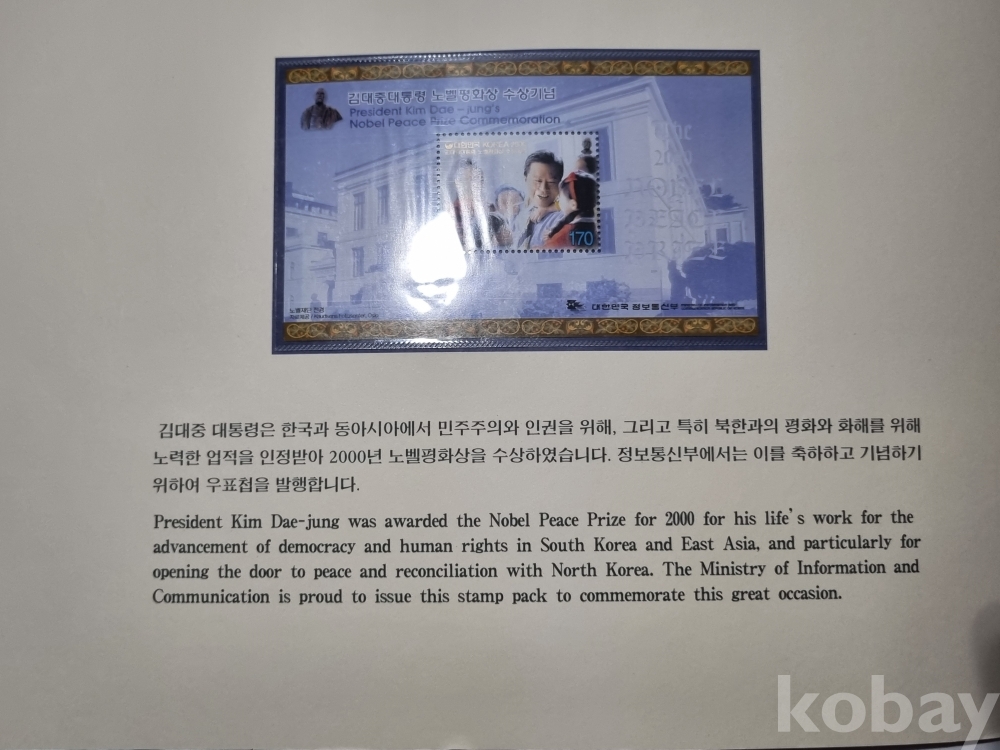 김대중대통령 노벨평화상 수상기념
President Kim Dae-jung's
Nobel Peace Prize Commemoration
170
노벨재단 전경
대한민국 정보통신부
김대중 대통령은 한국과 동아시아에서 민주주의와 인권을 위해, 그리고 특히 북한과의 평화와 화해를 위해
노력한 업적을 인정받아 2000년 노벨평화상을 수상하였습니다. 정보통신부에서는 이를 축하하고 기념하기
위하여 우표첩을 발행합니다.
President Kim Dae-jung was awarded the Nobel Peace Prize for 2000 for his life's work for the
advancement of democracy and human rights in South Korea and East Asia, and particularly for
opening the door to peace and reconciliation with North Korea. The Ministry of Information and
Communication is proud to issue this stamp pack to commemorate this great occasion.
kobay